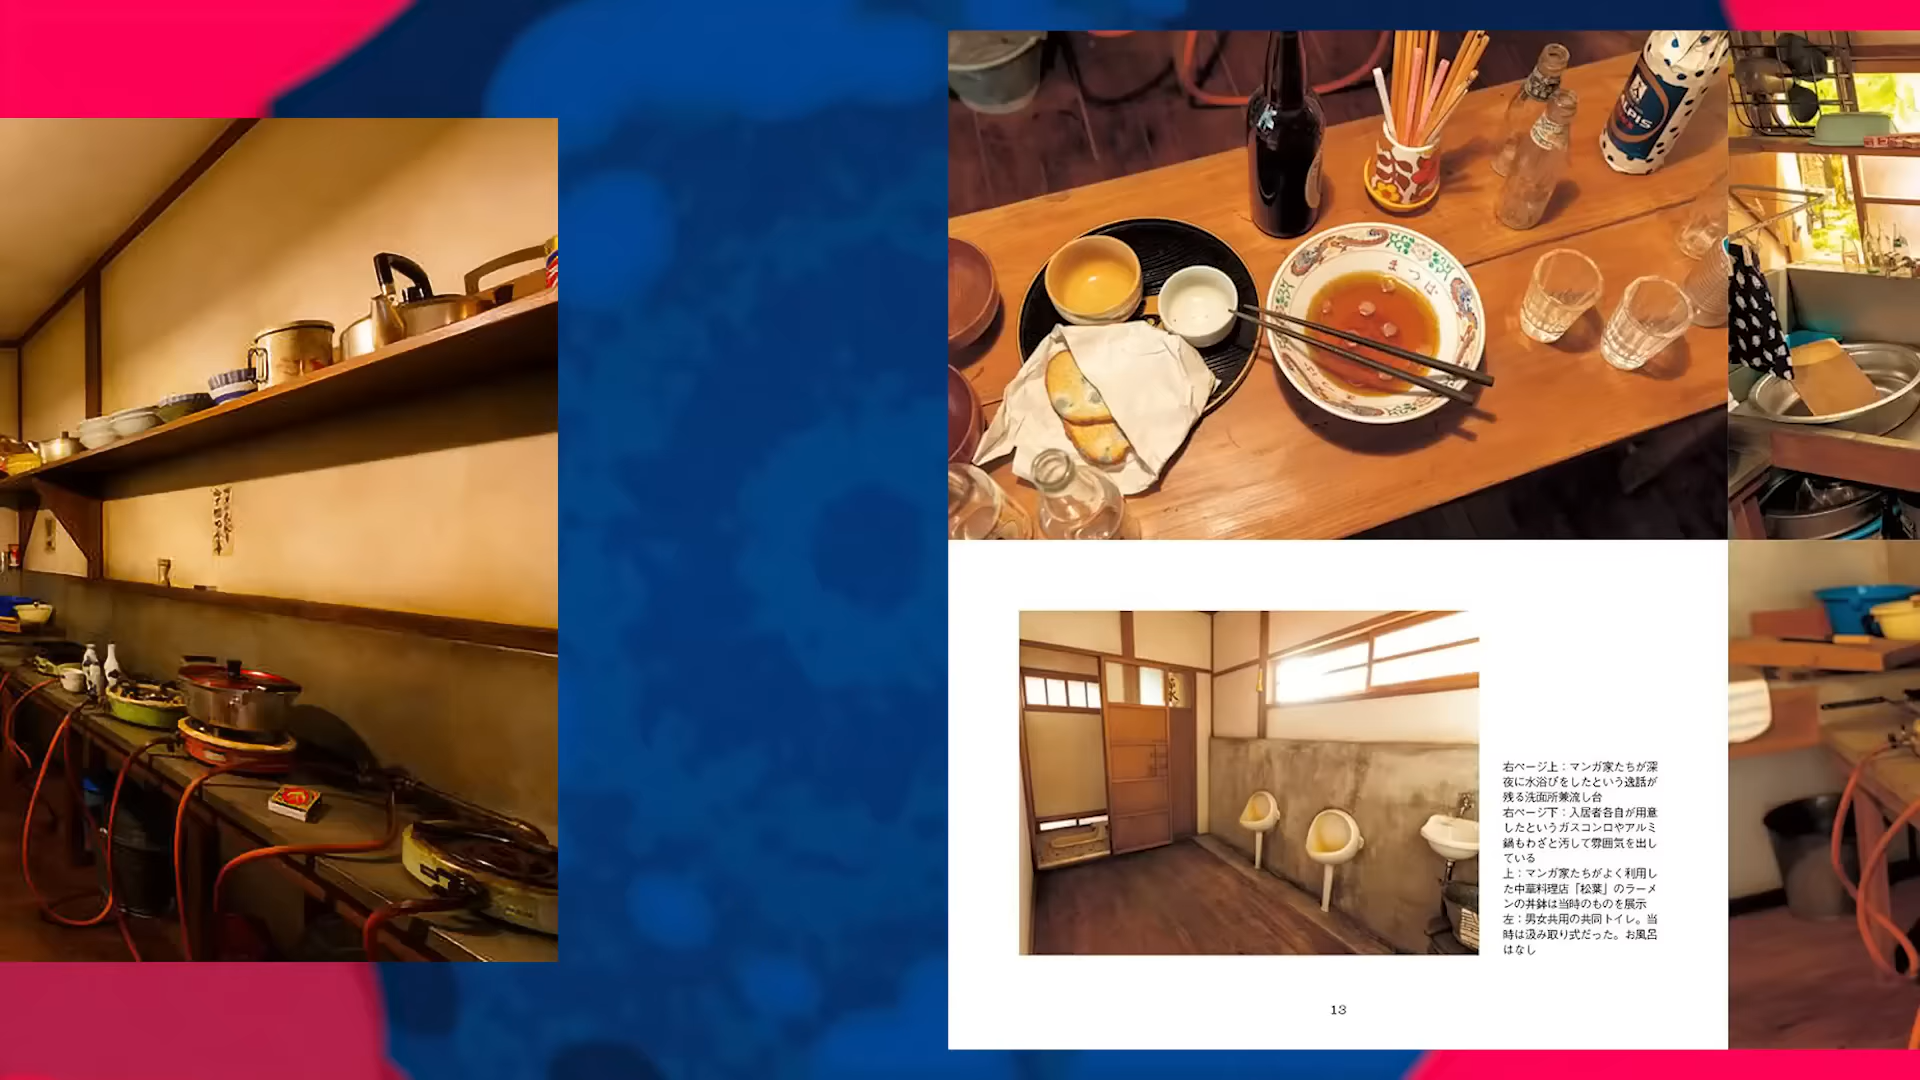 まつば
ALPIS
右ページ上：マンガ家たちが深
夜に水浴びをしたという逸話が
残る洗面所兼流し台
右ページ下：入居者各自が用意
したというガスコンロやアルミ
鍋もわざと汚して雰囲気を出し
ている
上：マンガ家たちがよく利用し
た中華料理店「松葉」のラーメ
ンの丼鉢は当時のものを展示
左：男女共用の共同トイレ。当
時は汲み取り式だった。お風呂
はなし
13